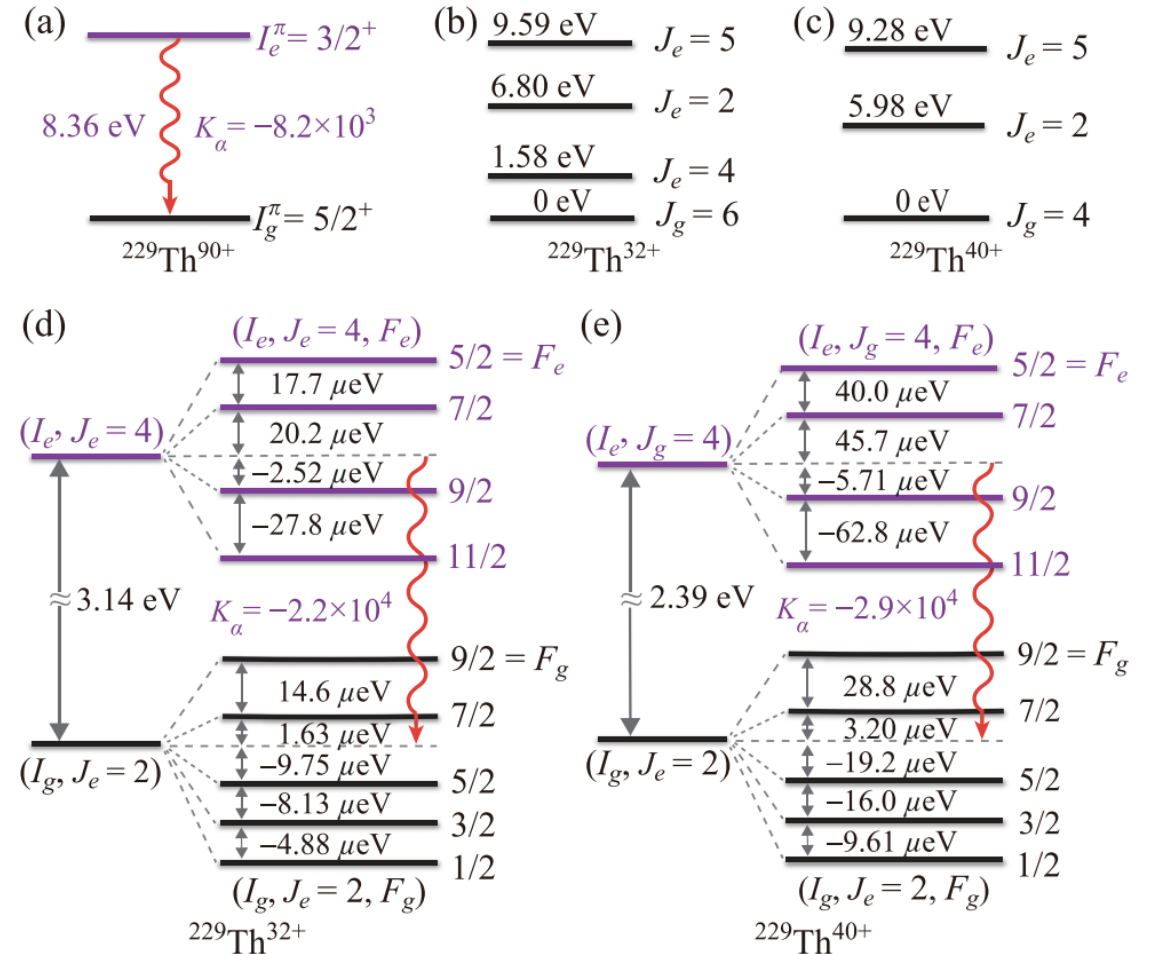 (a)
I_e^π = 3/2⁺
8.36 eV
K_α = −8.2×10³
I_g^π = 5/2⁺
²²⁹Th⁹⁰⁺
(b)
9.59 eV J_e = 5
6.80 eV J_e = 2
1.58 eV J_e = 4
0 eV J_g = 6
²²⁹Th³²⁺
(c)
9.28 eV J_e = 5
5.98 eV J_e = 2
0 eV J_g = 4
²²⁹Th⁴⁰⁺
(d)
(I_e, J_e = 4, F_e)
5/2 = F_e
17.7 μeV
7/2
20.2 μeV
(I_e, J_e = 4)
−2.52 μeV
9/2
−27.8 μeV
11/2
≈ 3.14 eV
K_α = −2.2×10⁴
9/2 = F_g
14.6 μeV
7/2
1.63 μeV
(I_g, J_e = 2)
−9.75 μeV
5/2
−8.13 μeV
3/2
−4.88 μeV
1/2
(I_g, J_e = 2, F_g)
²²⁹Th³²⁺
(e)
(I_e, J_g = 4, F_e)
5/2 = F_e
40.0 μeV
7/2
45.7 μeV
(I_e, J_g = 4)
−5.71 μeV
9/2
−62.8 μeV
11/2
≈ 2.39 eV
K_α = −2.9×10⁴
9/2 = F_g
28.8 μeV
7/2
3.20 μeV
(I_g, J_e = 2)
−19.2 μeV
5/2
−16.0 μeV
3/2
−9.61 μeV
1/2
(I_g, J_e = 2, F_g)
²²⁹Th⁴⁰⁺